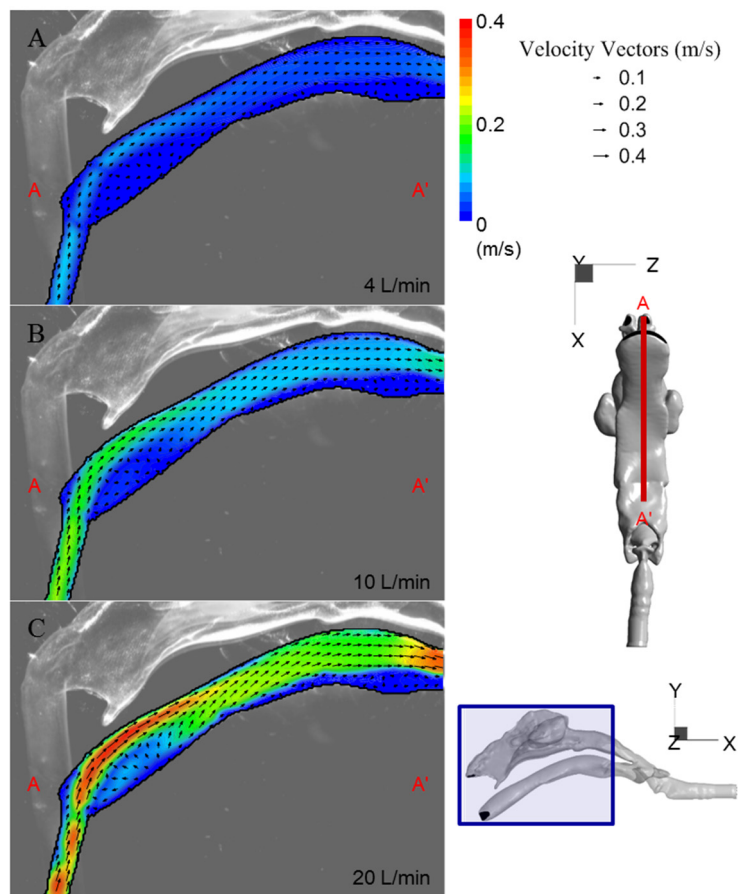 A
A
A'
4 L/min
B
A
A'
10 L/min
C
A
A'
20 L/min
0.4
0.2
0
(m/s)
Velocity Vectors (m/s)
0.1
0.2
0.3
0.4
Y
Z
X
A
A'
Y
Z
X